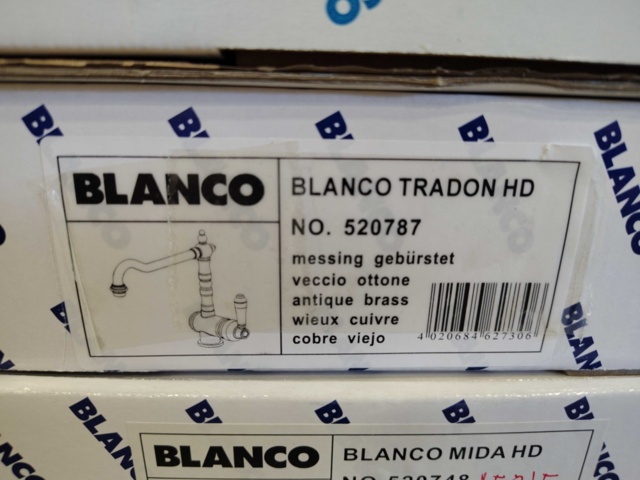 BLANCO
BLANCO TRADON HD
NO. 520787
messing gebürstet
veccio ottone
antique brass
wieux cuivre
cobre viejo
4 020684 627306
BLANCO
BLANCO MIDA HD